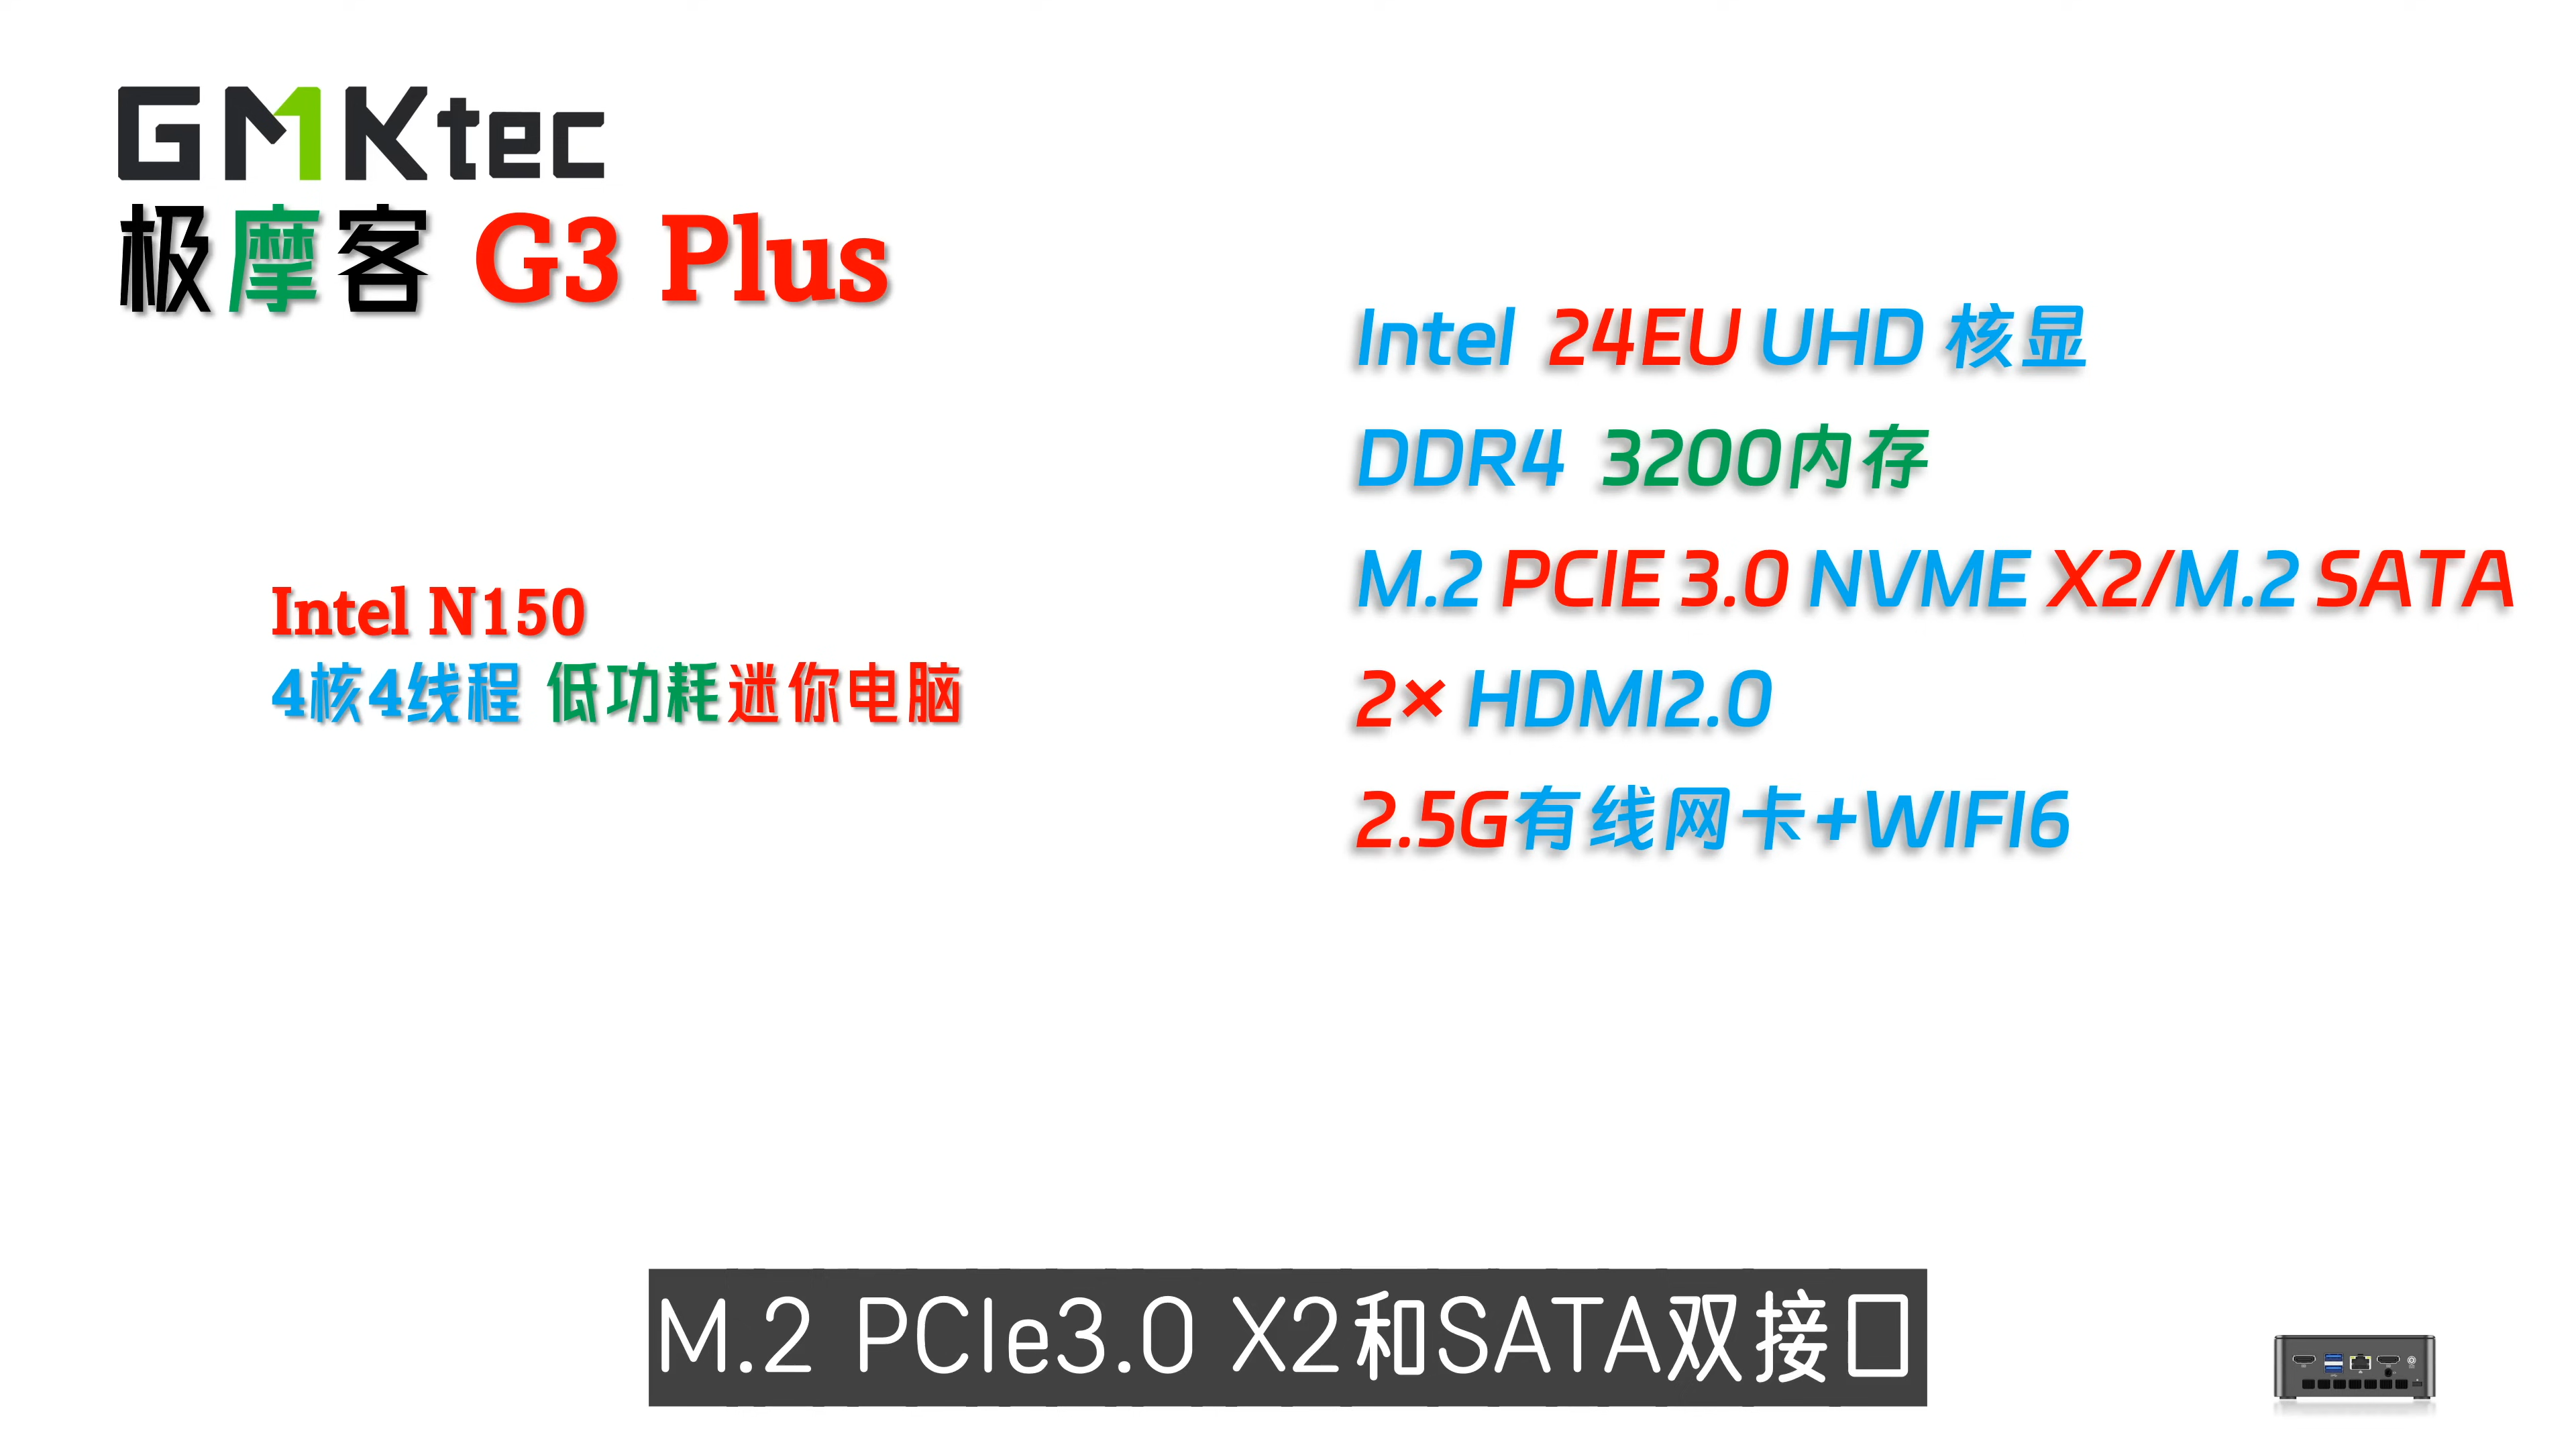 GMKtec
极摩客 G3 Plus
Intel N150
4核4线程 低功耗迷你电脑
Intel 24EU UHD 核显
DDR4 3200内存
M.2 PCIE 3.0 NVME X2/M.2 SATA
2× HDMI2.0
2.5G有线网卡+WIFI6
M.2 PCIe3.0 X2和SATA双接口